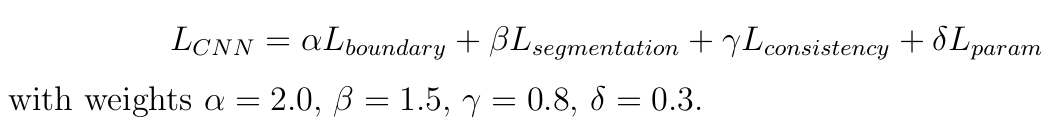 L_{CNN} = αL_{boundary} + βL_{segmentation} + γL_{consistency} + δL_{param}
with weights α = 2.0, β = 1.5, γ = 0.8, δ = 0.3.